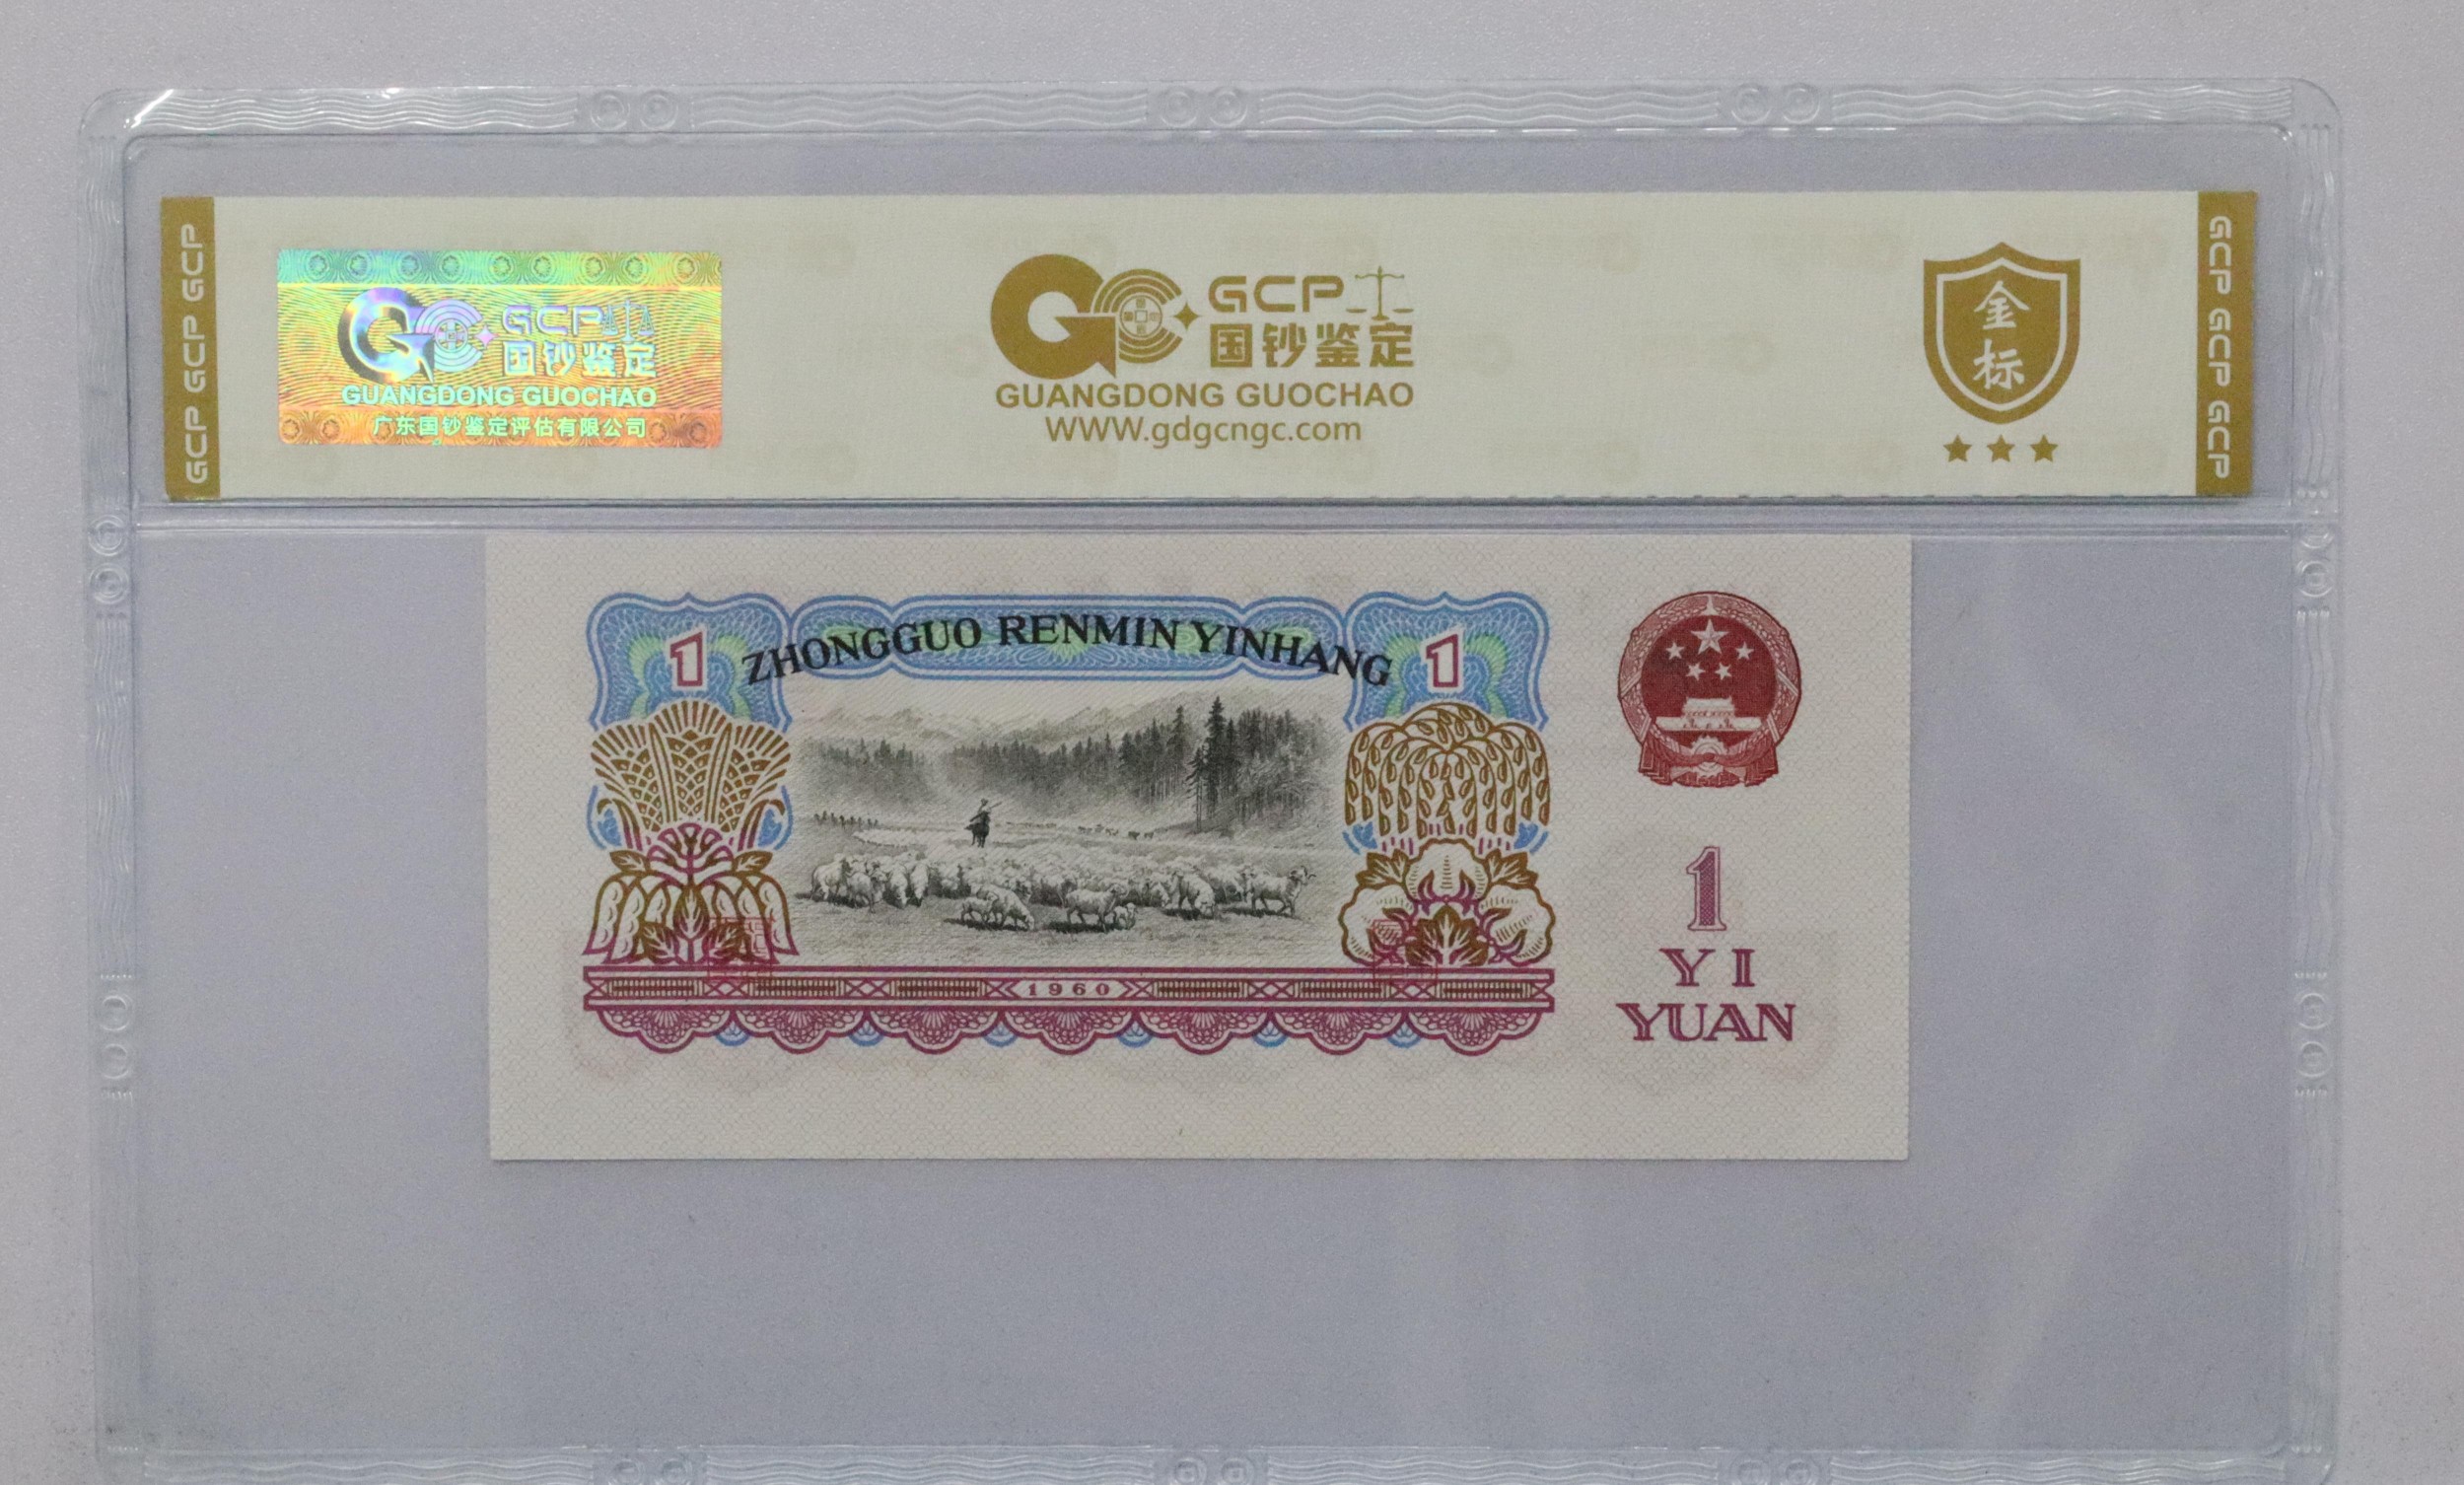 GCP GCP GCP
GCP
国钞鉴定
GUANGDONG GUOCHAO
广东国钞鉴定评估有限公司
GCP
国钞鉴定
GUANGDONG GUOCHAO
WWW.gdgcngc.com
金
标
GCP GCP GCP
ZHONGGUO RENMIN YINHANG
1
1
1960
1
YI
YUAN